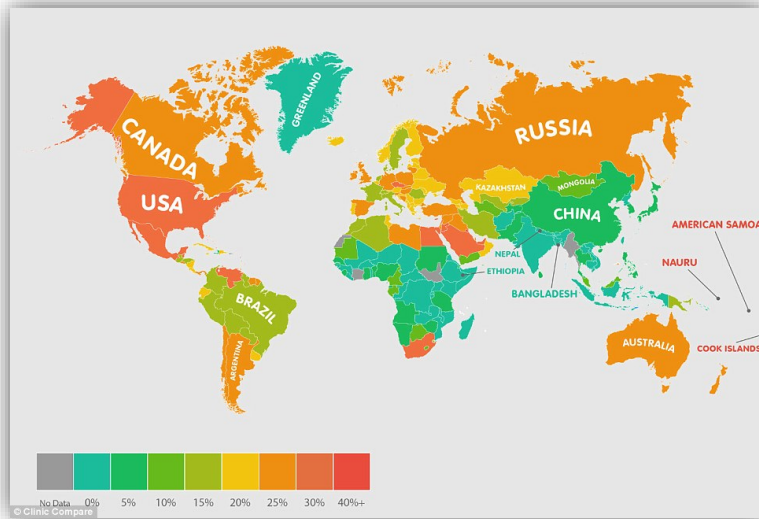 GREENLAND
CANADA
RUSSIA
USA
KAZAKHSTAN
MONGOLIA
CHINA
AMERICAN SAMOA
NEPAL
NAURU
ETHIOPIA
BANGLADESH
BRAZIL
ARGENTINA
AUSTRALIA
COOK ISLANDS
No Data 0% 5% 10% 15% 20% 25% 30% 40%+
© Clinic Compare